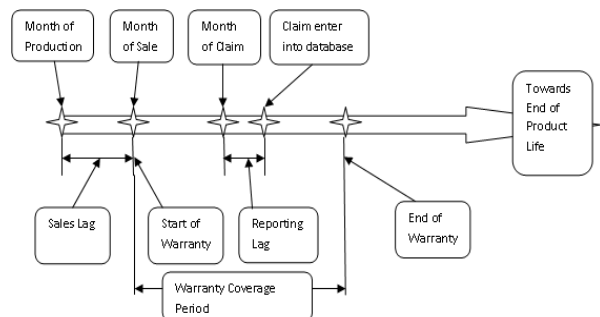 Month of
Production
Month
of Sale
Month
of Claim
Claim enter
into database
Towards
End of
Product
Life
Sales Lag
Start of
Warranty
Reporting
Lag
End of
Warranty
Warranty Coverage
Period